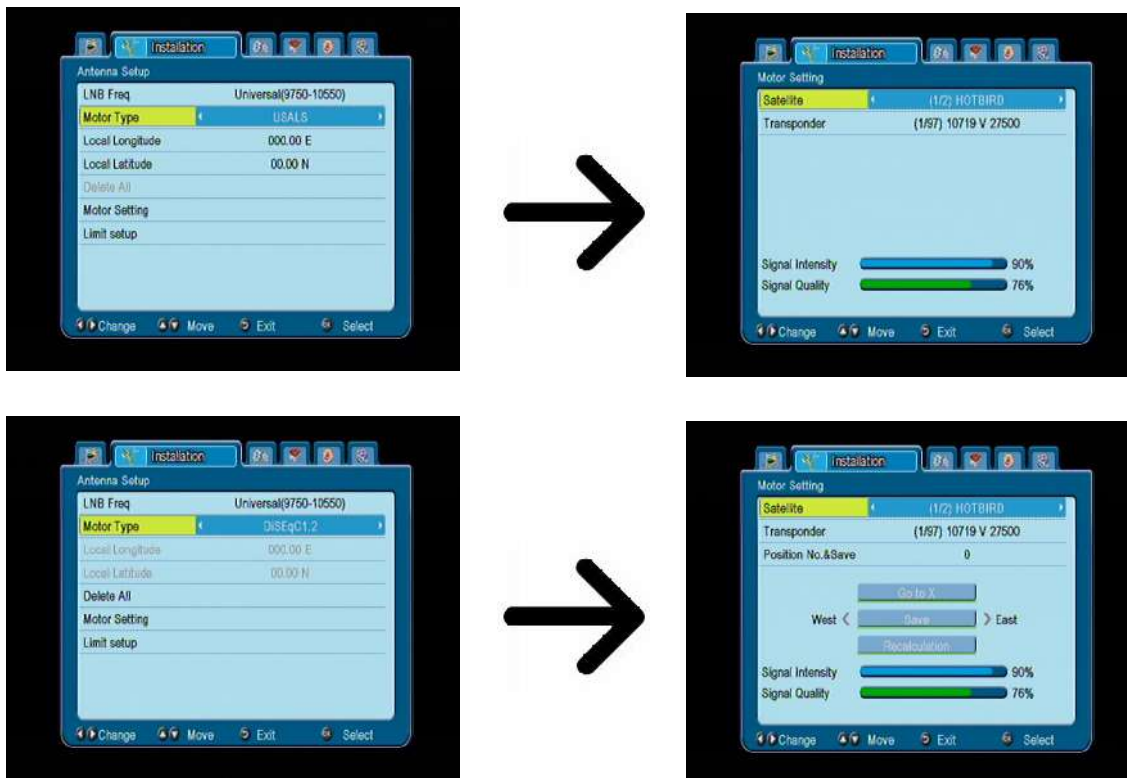 Installation
Antenna Setup
LNB Freq Universal(9750-10550)
Motor Type USALS
Local Longitude 000.00 E
Local Latitude 00.00 N
Delete All
Motor Setting
Limit setup
Change Move Exit Select
Installation
Motor Setting
Satellite (1/2) HOTBIRD
Transponder (1/97) 10719 V 27500
Signal Intensity 90%
Signal Quality 76%
Change Move Exit Select
Installation
Antenna Setup
LNB Freq Universal(9750-10550)
Motor Type DiSEqC1.2
Local Longitude 000.00 E
Local Latitude 00.00 N
Delete All
Motor Setting
Limit setup
Change Move Exit Select
Installation
Motor Setting
Satellite (1/2) HOTBIRD
Transponder (1/97) 10719 V 27500
Position No.&Save 0
Go to X
West Save East
Recalculation
Signal Intensity 90%
Signal Quality 76%
Change Move Exit Select